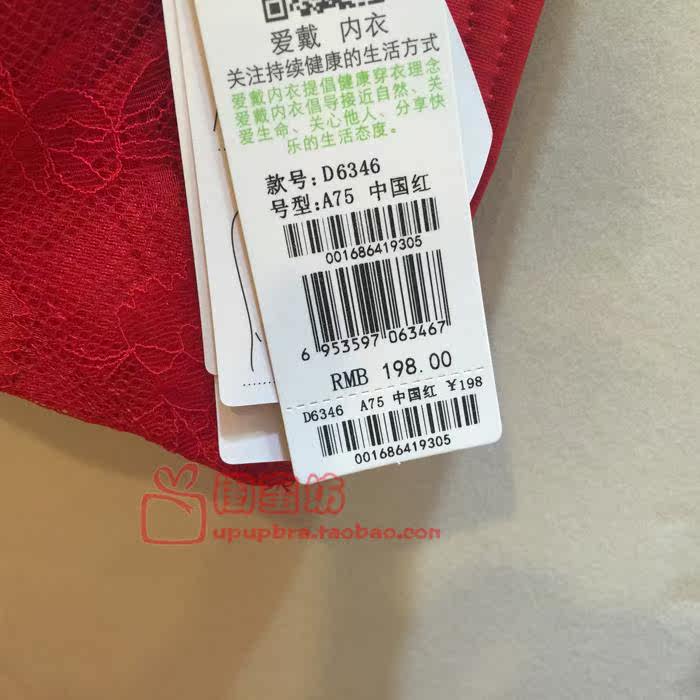 爱戴 内衣
关注持续健康的生活方式
爱戴内衣提倡健康穿衣理念
爱戴内衣倡导接近自然、关
爱生命、关心他人、分享快
乐的生活态度。
款号:D6346
号型:A75 中国红
001686419305
6 953597 063467
RMB 198.00
D6346 A75 中国红 ¥198
001686419305
闺蜜坊
upupbra.taobao.com